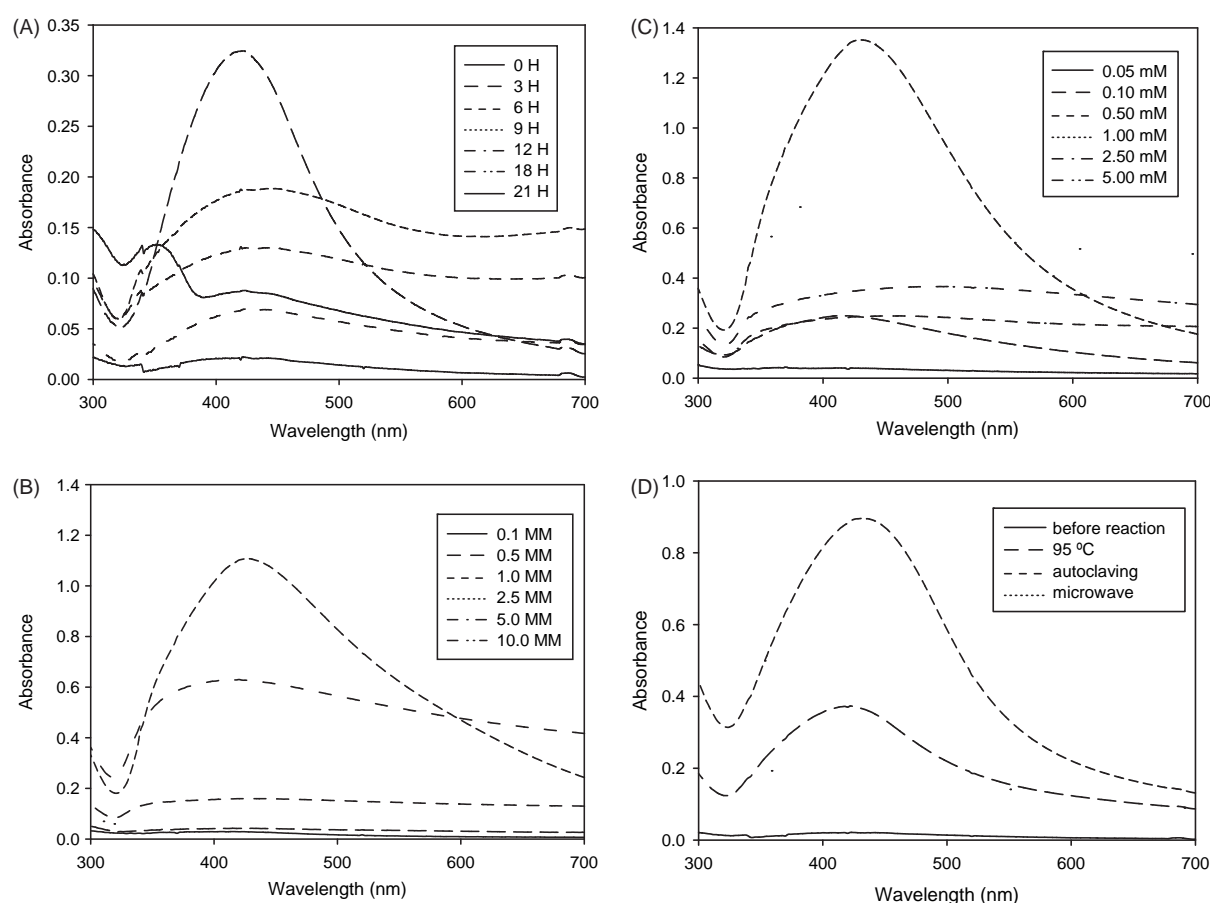 (A)
0.35
0.30
0.25
0.20
0.15
0.10
0.05
0.00
Absorbance
300
400
500
600
700
Wavelength (nm)
0 H
3 H
6 H
9 H
12 H
18 H
21 H
(C)
1.4
1.2
1.0
0.8
0.6
0.4
0.2
0.0
Absorbance
300
400
500
600
700
Wavelength (nm)
0.05 mM
0.10 mM
0.50 mM
1.00 mM
2.50 mM
5.00 mM
(B)
1.4
1.2
1.0
0.8
0.6
0.4
0.2
0.0
Absorbance
300
400
500
600
700
Wavelength (nm)
0.1 MM
0.5 MM
1.0 MM
2.5 MM
5.0 MM
10.0 MM
(D)
1.0
0.8
0.6
0.4
0.2
0.0
Absorbance
300
400
500
600
700
Wavelength (nm)
before reaction
95 ºC
autoclaving
microwave